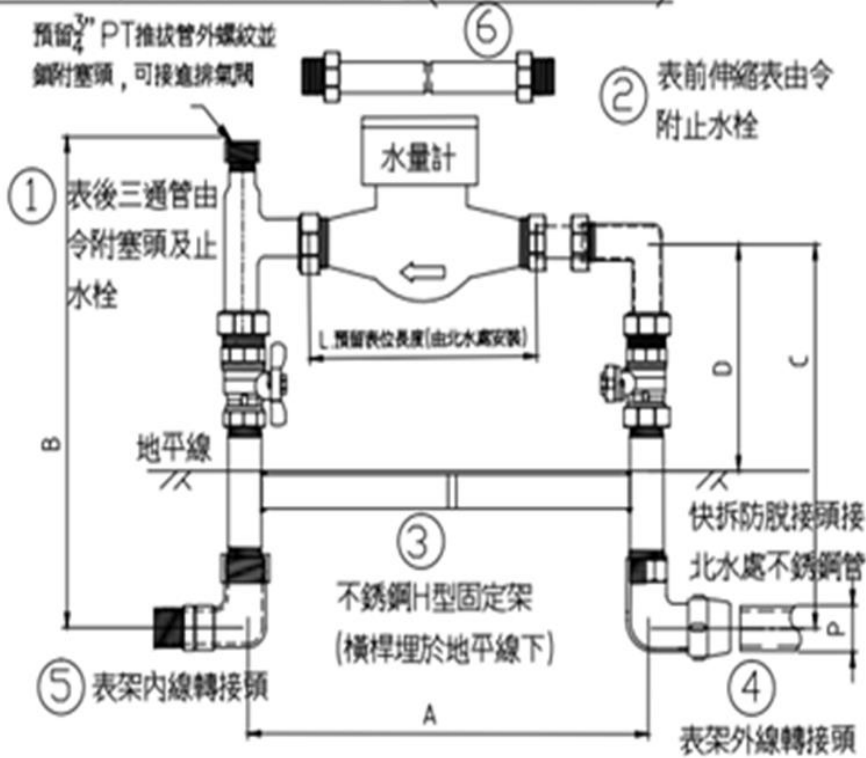 預留3/4" PT推拔管外螺紋並
鎖附塞頭，可接進排氣閥
⑥
② 表前伸縮表由令
附止水栓
水量計
① 表後三通管由
令附塞頭及止
水栓
L.預留表位長度(由北水處安裝)
B
D
C
地平線
③
不銹鋼H型固定架
(橫桿埋於地平線下)
快拆防脫接頭接
北水處不銹鋼管
P
⑤ 表架內線轉接頭
A
④
表架外線轉接頭